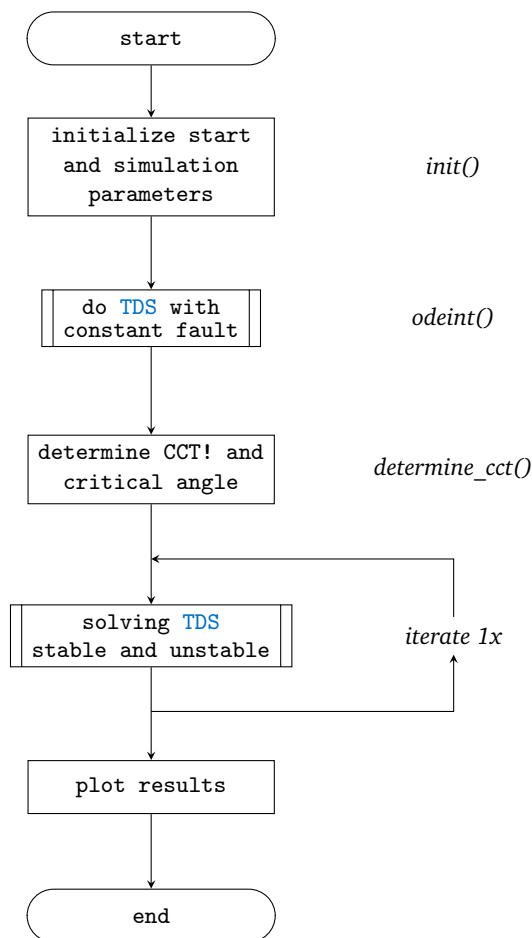 start
initialize start
and simulation
parameters
init()
do TDS with
constant fault
odeint()
determine CCT! and
critical angle
determine_cct()
solving TDS
stable and unstable
iterate 1x
plot results
end